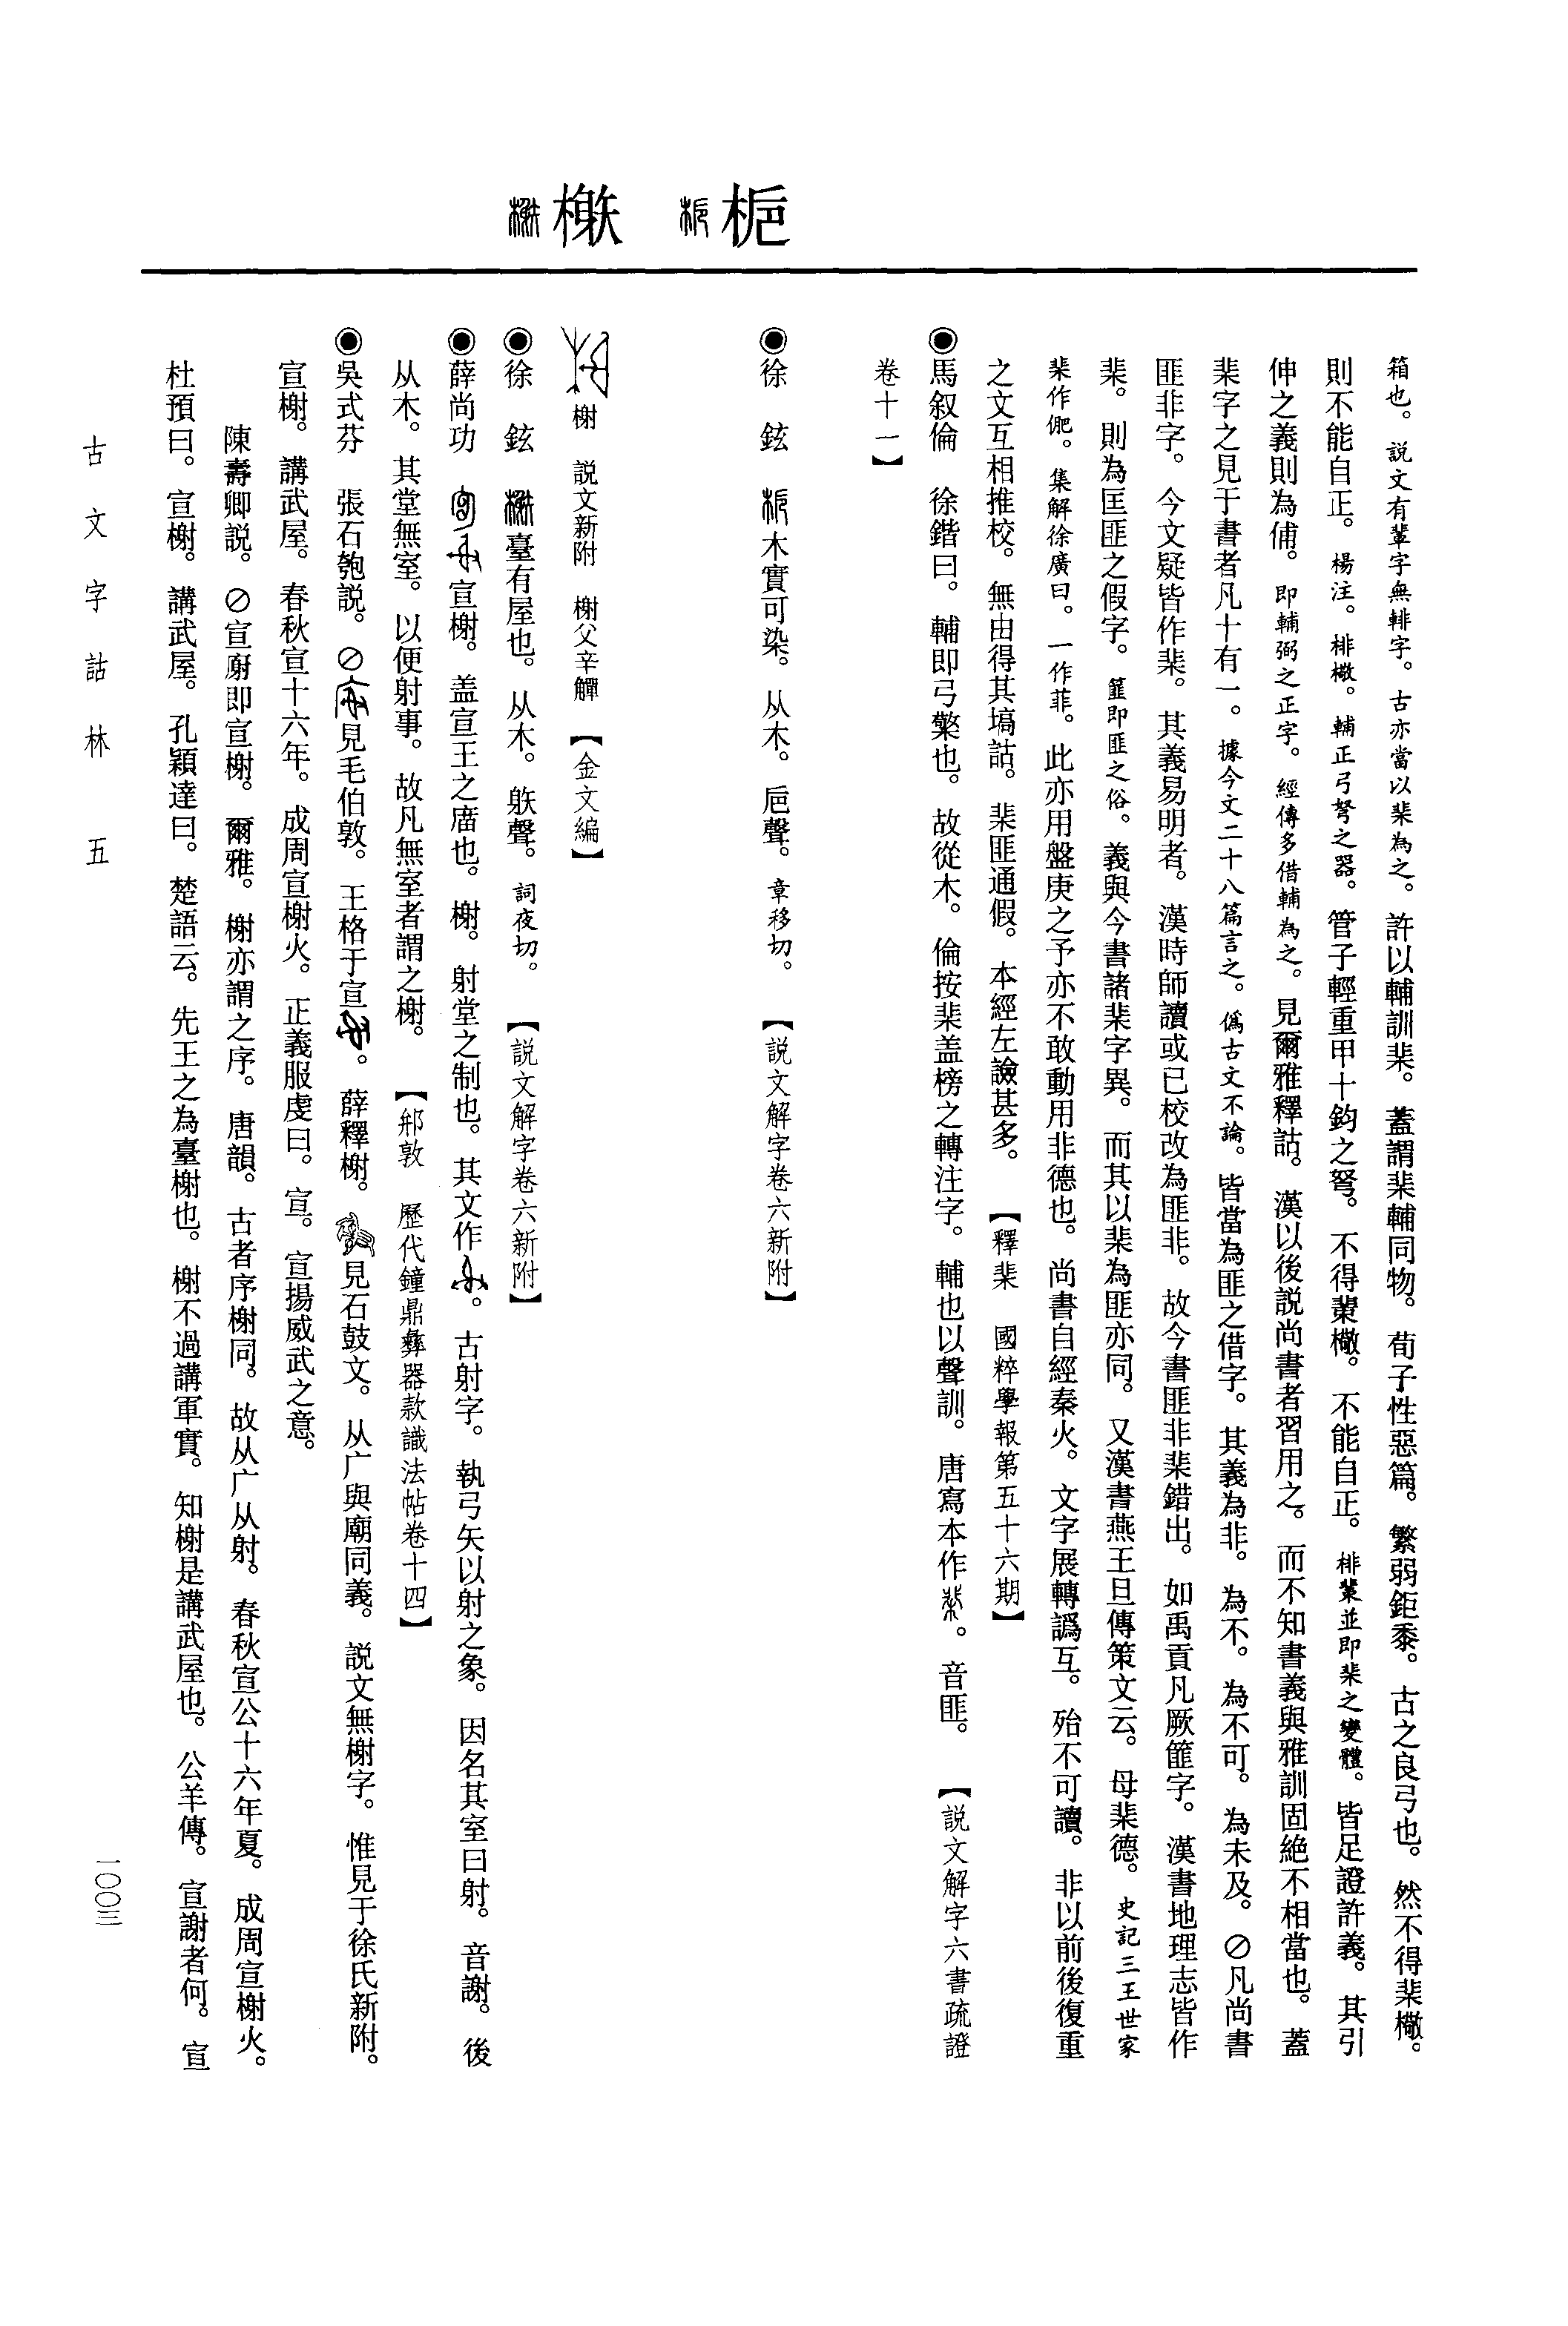 梔
𣙗
箱也。説文有輩字無棑字。古亦當以棐為之。許以輔訓棐。蓋謂棐輔同物。荀子性惡篇。繁弱鉅黍。古之良弓也。然不得棐檠。
則不能自正。楊注。棑檠。輔正弓弩之器。管子輕重甲十鈞之弩。不得棐檠。不能自正。棑棐並即棐之變體。皆足證許義。其引
伸之義則為俌。即輔弼之正字。經傳多借輔為之。見爾雅釋詁。漢以後説尚書者習用之。而不知書義與雅訓固絶不相當也。蓋
棐字之見于書者凡十有一。據今文二十八篇言之。偽古文不論。皆當為匪之借字。其義為非。為不。為不可。為未及。⊘凡尚書
匪非字。今文疑皆作棐。其義易明者。漢時師讀或已校改為匪非。故今書匪非棐錯出。如禹貢凡厥篚字。漢書地理志皆作
棐。則為匡匪之假字。篚即匪之俗。義與今書諸棐字異。而其以棐為匪亦同。又漢書燕王旦傳策文云。毋棐德。史記三王世家
棐作俷。集解徐廣曰。一作菲。此亦用盤庚之予亦不敢動用非德也。尚書自經秦火。文字展轉譌互。殆不可讀。非以前後復重
之文互相推校。無由得其塙詁。棐匪通假。本經左譣甚多。【釋棐　國粹學報第五十六期】
◉馬叙倫　徐鍇曰。輔即弓檠也。故從木。倫按棐盖榜之轉注字。輔也以聲訓。唐寫本作。音匪。【説文解字六書疏證
卷十一】
◉徐　鉉　木實可染。从木。巵聲。章移切。【説文解字卷六新附】
榭　説文新附　榭父辛觶【金文編】
◉徐　鉉　臺有屋也。从木。躲聲。詞夜切。【説文解字卷六新附】
◉薛尚功　宣榭。盖宣王之庿也。榭。射堂之制也。其文作。古射字。執弓矢以射之象。因名其室曰射。音謝。後
从木。其堂無室。以便射事。故凡無室者謂之榭。【䢵敦　歷代鐘鼎彝器款識法帖卷十四】
◉吳式芬　張石匏説。⊘見毛伯敦。王格于宣。薛釋榭。見石鼓文。从广與廟同義。説文無榭字。惟見于徐氏新附。
宣榭。講武屋。春秋宣十六年。成周宣榭火。正義服虔曰。宣。宣揚威武之意。
陳壽卿説。⊘宣廚即宣榭。爾雅。榭亦謂之序。唐韻。古者序榭同。故从广从射。春秋宣公十六年夏。成周宣榭火。
杜預曰。宣榭。講武屋。孔穎達曰。楚語云。先王之為臺榭也。榭不過講軍實。知榭是講武屋也。公羊傳。宣謝者何。宣
古文字詁林　五
一〇〇三